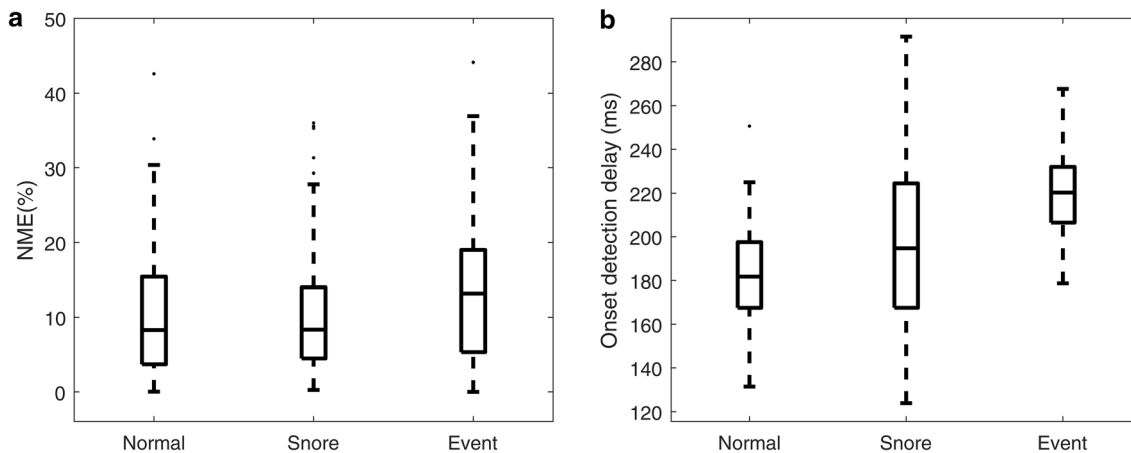 a
50
40
30
20
10
0
NME(%)
Normal Snore Event
b
280
260
240
220
200
180
160
140
120
Onset detection delay (ms)
Normal Snore Event